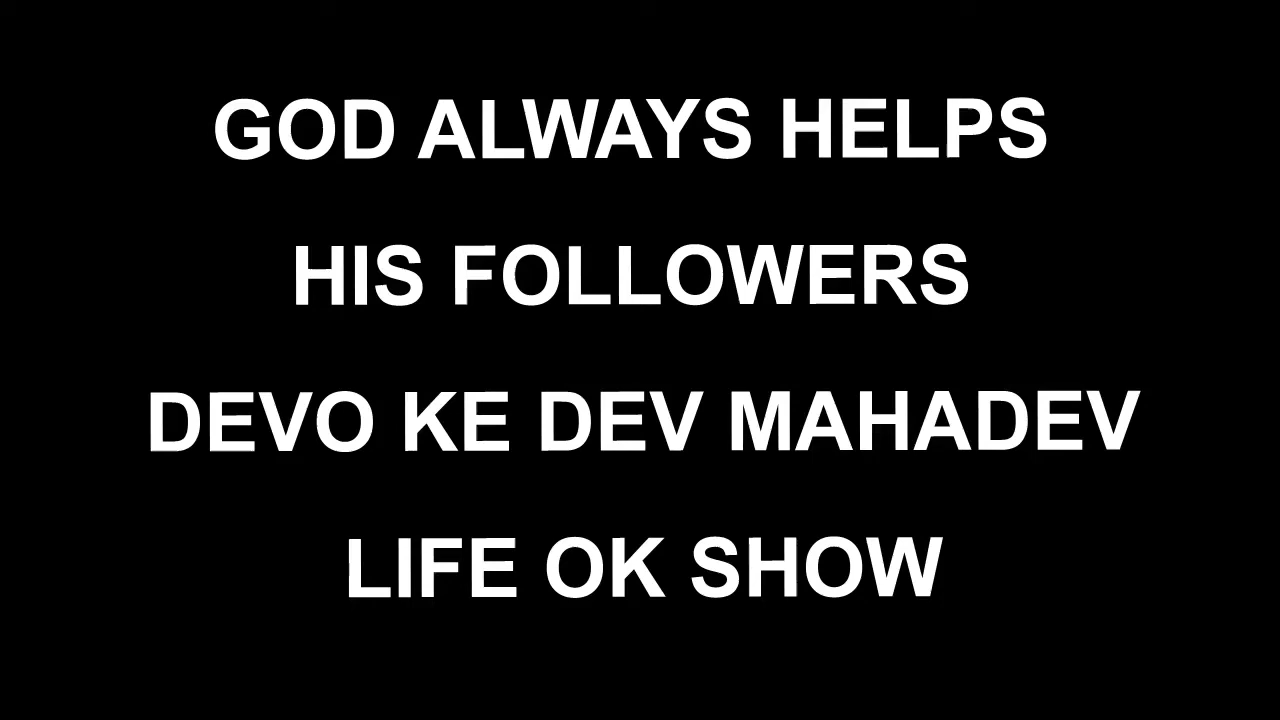 GOD ALWAYS HELPS
HIS FOLLOWERS
DEVO KE DEV MAHADEV
LIFE OK SHOW